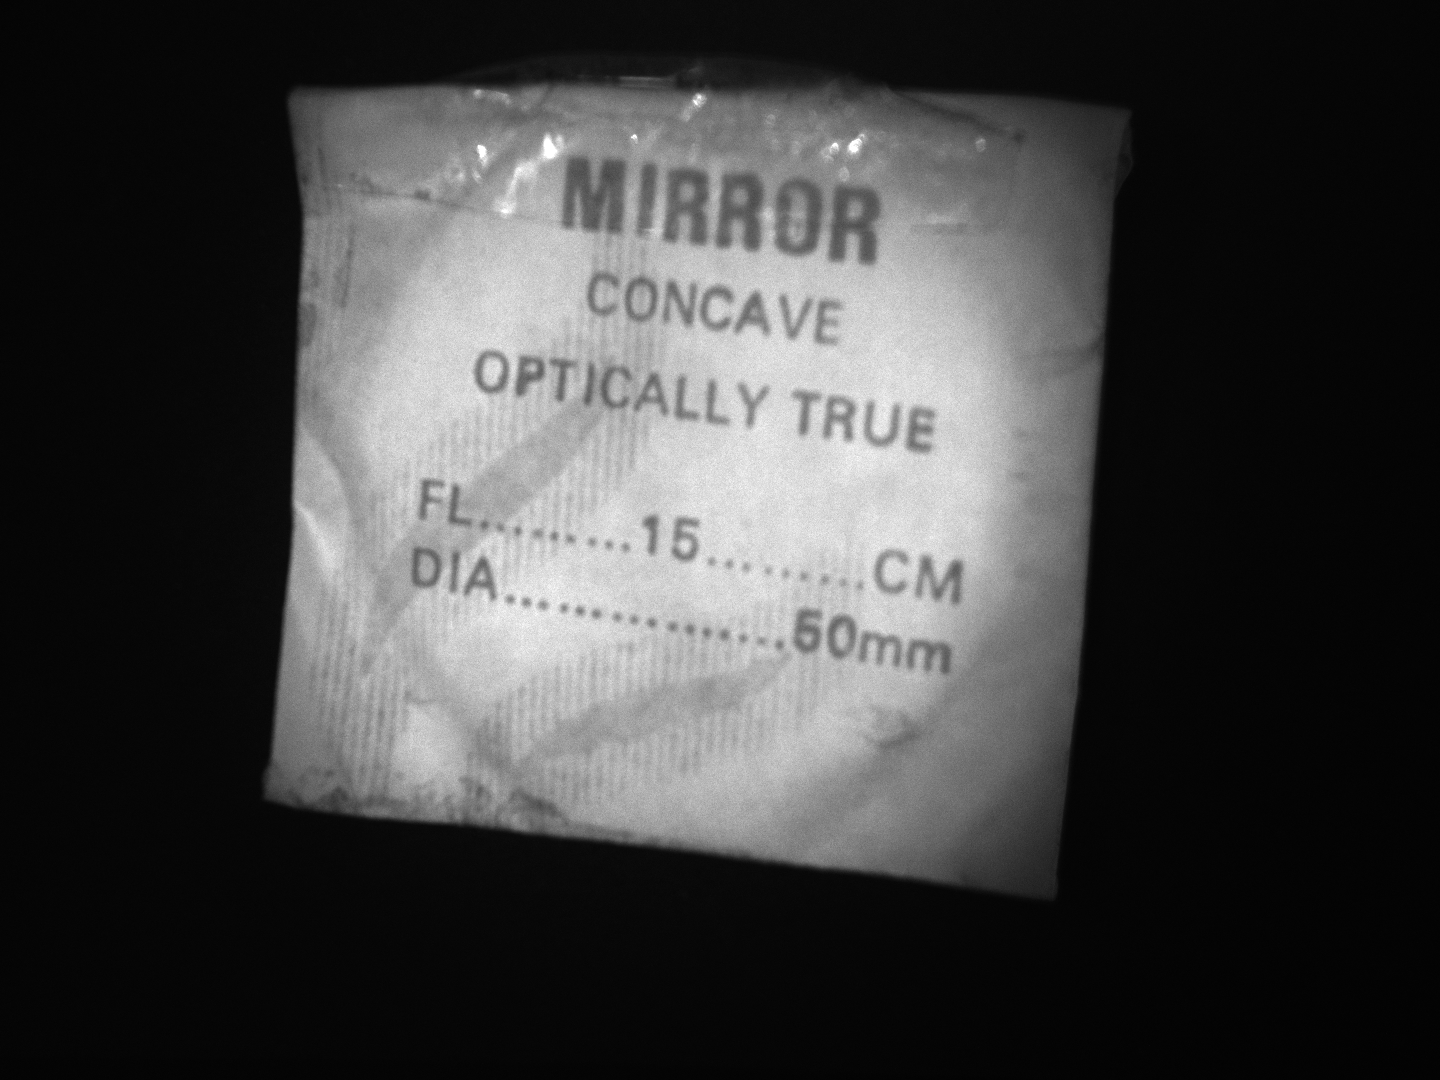 MIRROR
CONCAVE
OPTICALLY TRUE
FL.........15.........CM
DIA.....................50mm